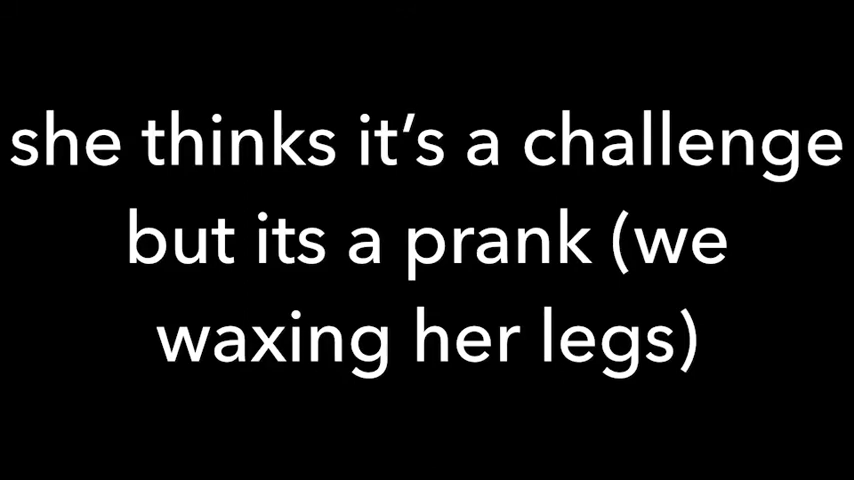 she thinks it’s a challenge
but its a prank (we
waxing her legs)